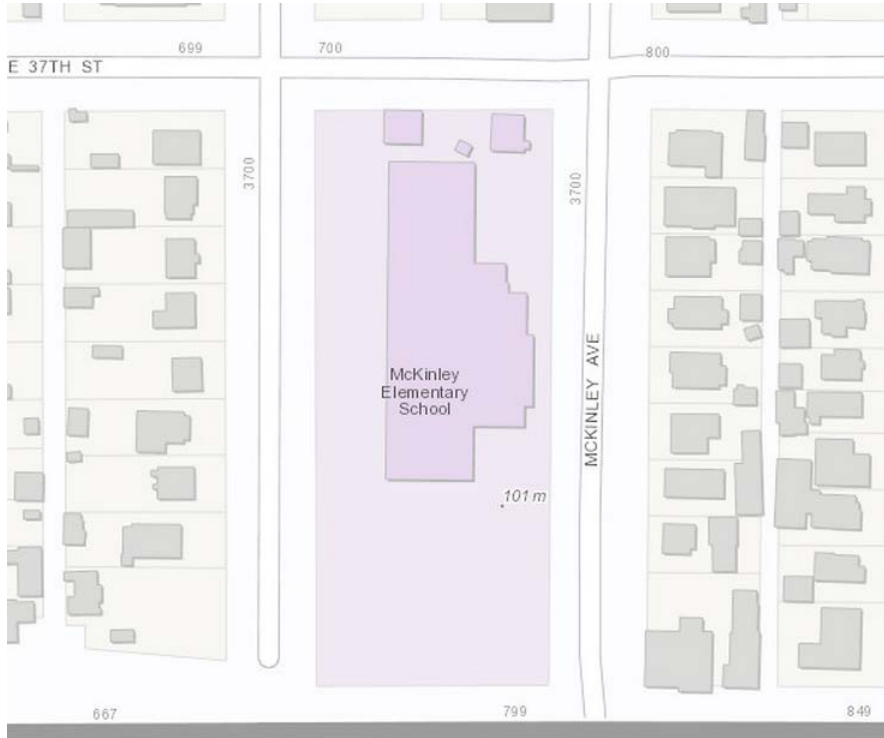 699
700
800
E 37TH ST
3700
3700
MCKINLEY AVE
McKinley
Elementary
School
101 m
667
799
849